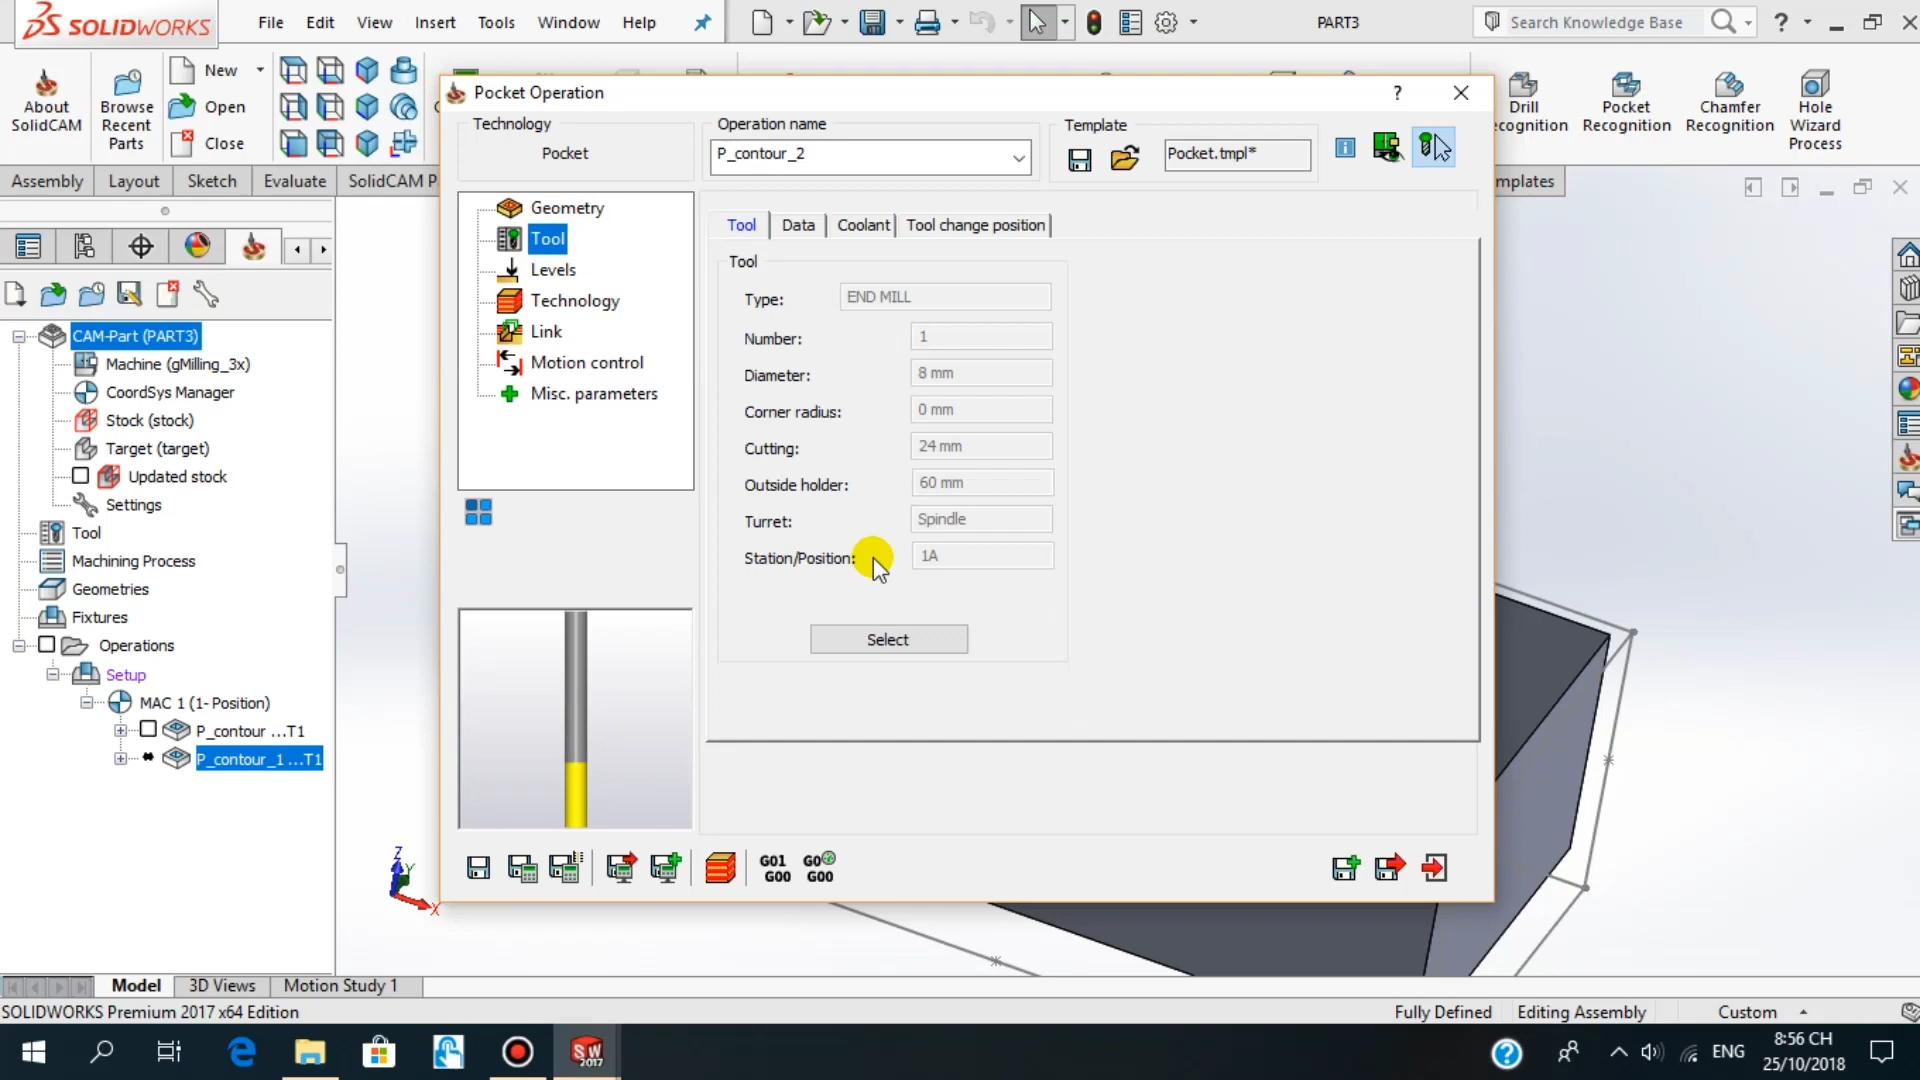 SOLIDWORKS
File Edit View Insert Tools Window Help
PART3
Search Knowledge Base
?
About SolidCAM
Browse Recent Parts
New
Open
Close
Drill
ecognition
Pocket Recognition
Chamfer Recognition
Hole Wizard Process
Assembly Layout Sketch Evaluate SolidCAM P
mplates
CAM-Part (PART3)
Machine (gMilling_3x)
CoordSys Manager
Stock (stock)
Target (target)
Updated stock
Settings
Tool
Machining Process
Geometries
Fixtures
Operations
Setup
MAC 1 (1- Position)
P_contour ...T1
P_contour_1 ...T1
Pocket Operation
?
Technology
Pocket
Operation name
P_contour_2
Template
Pocket.tmpl*
Geometry
Tool
Levels
Technology
Link
Motion control
Misc. parameters
Tool Data Coolant Tool change position
Tool
Type: END MILL
Number: 1
Diameter: 8 mm
Corner radius: 0 mm
Cutting: 24 mm
Outside holder: 60 mm
Turret: Spindle
Station/Position: 1A
Select
G01
G00
G0
G00
Z
Y
X
Model 3D Views Motion Study 1
SOLIDWORKS Premium 2017 x64 Edition
Fully Defined Editing Assembly Custom
SW
2017
ENG
8:56 CH
25/10/2018